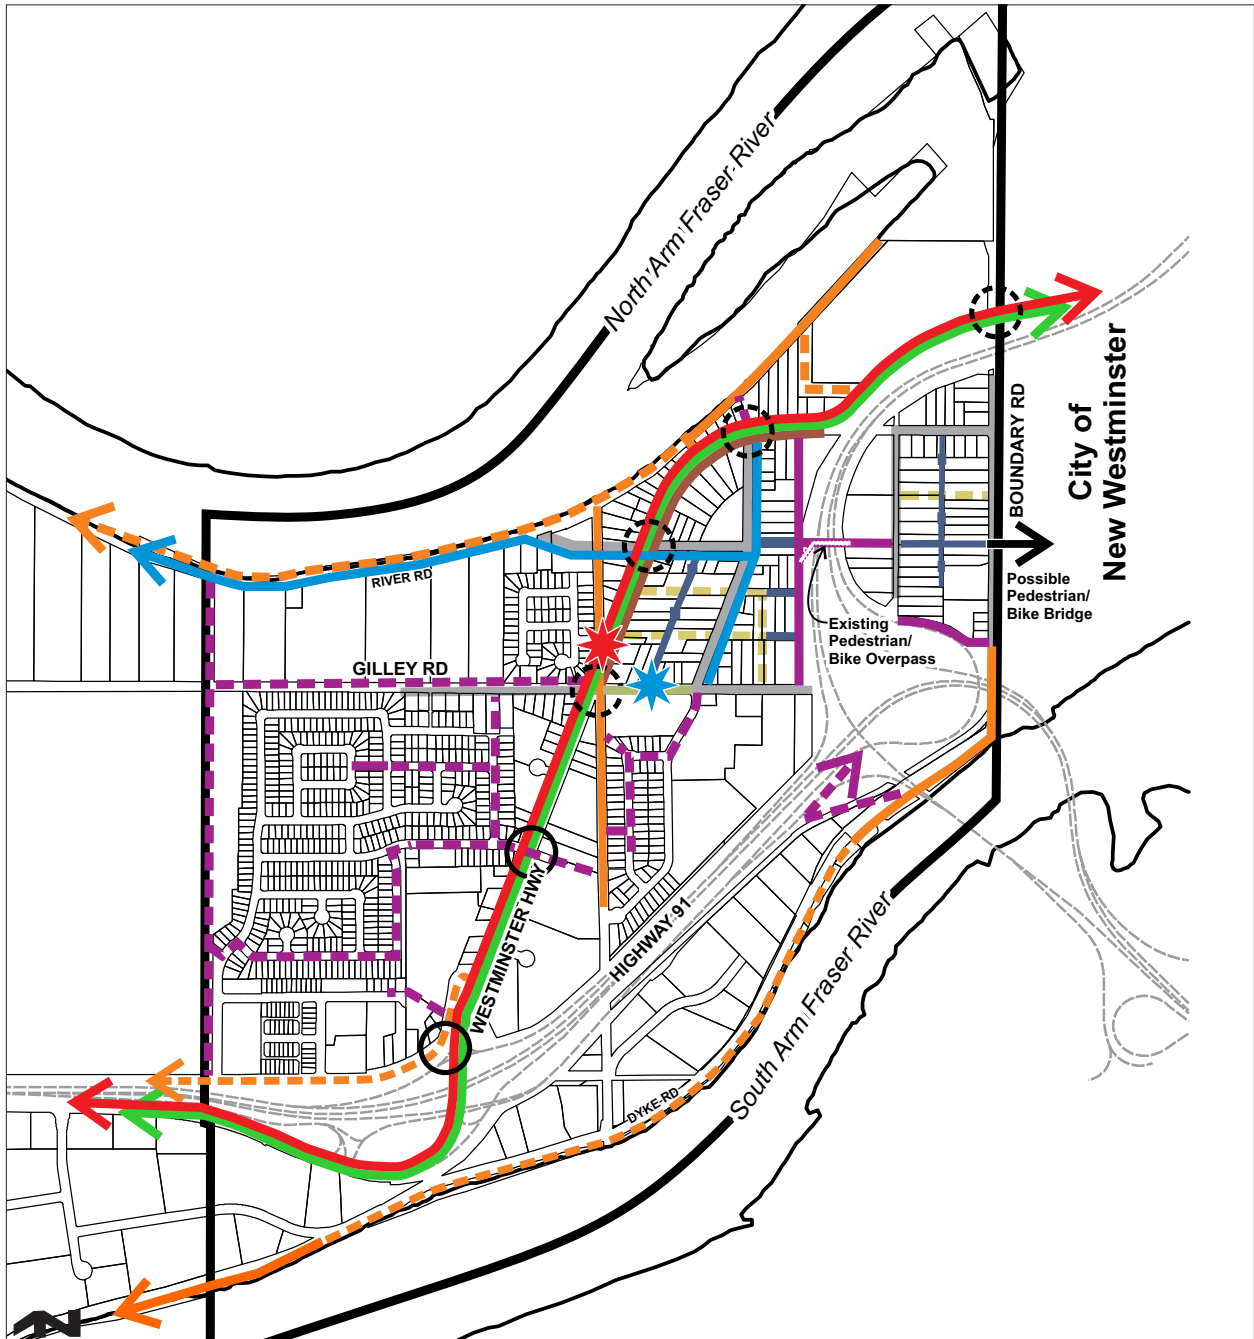 North Arm Fraser River
City of
New Westminster
BOUNDARY RD
RIVER RD
Possible
Pedestrian/
Bike Bridge
Existing
Pedestrian/
Bike Overpass
GILLEY RD
WESTMINSTER HWY
HIGHWAY 91
DYKE RD
South Arm Fraser River
N